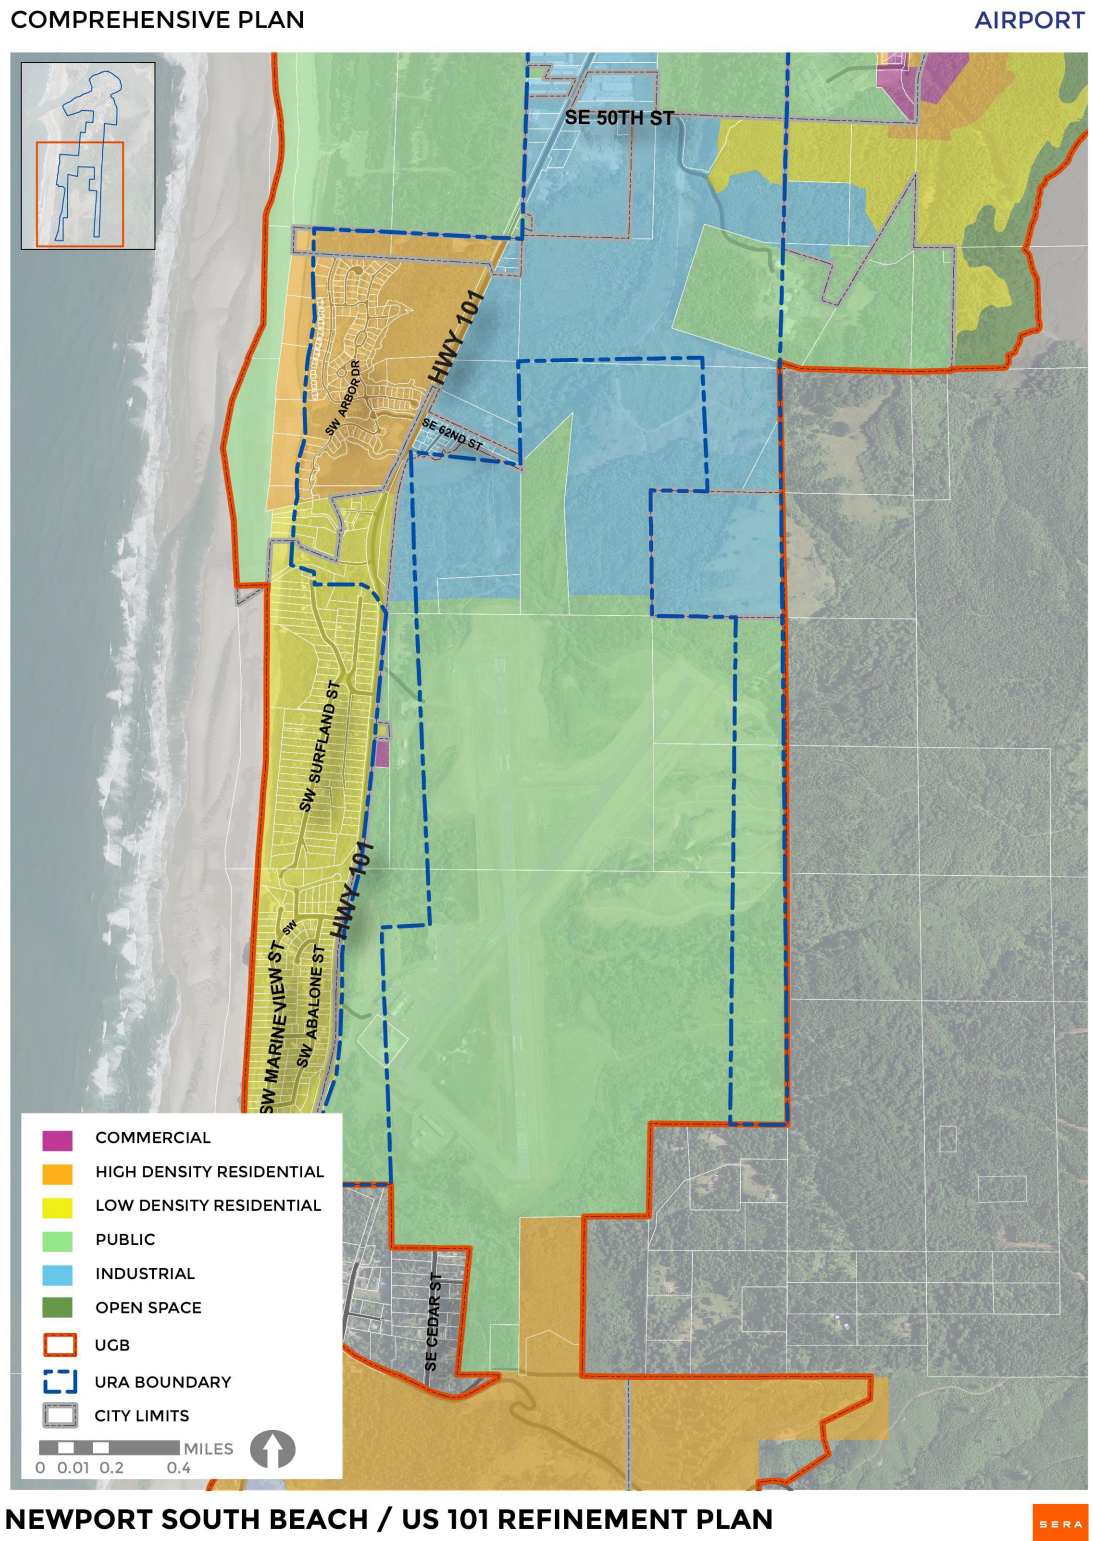 COMPREHENSIVE PLAN
AIRPORT
SE 50TH ST
HWY 101
SW ARBOR DR
SE 62ND ST
SW SURFLAND ST
HWY 101
SW
SW MARINEVIEW ST
SW ABALONE ST
SE CEDAR ST
COMMERCIAL
HIGH DENSITY RESIDENTIAL
LOW DENSITY RESIDENTIAL
PUBLIC
INDUSTRIAL
OPEN SPACE
UGB
URA BOUNDARY
CITY LIMITS
MILES
0 0.01 0.2 0.4
NEWPORT SOUTH BEACH / US 101 REFINEMENT PLAN
SERA